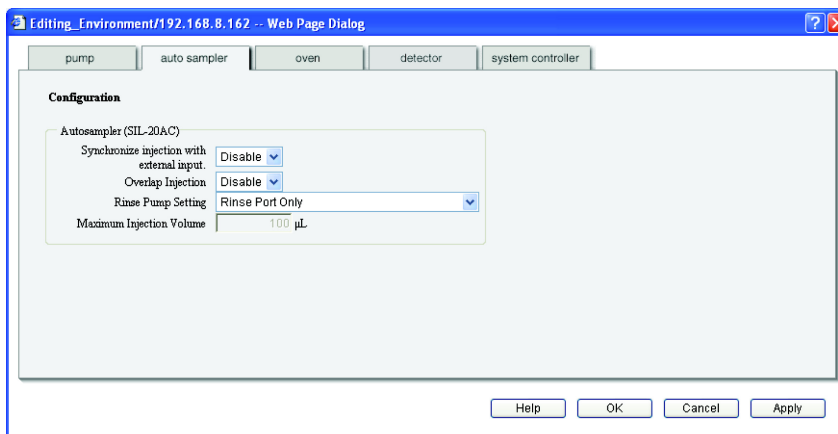 Editing_Environment/192.168.8.162 -- Web Page Dialog
pump
auto sampler
oven
detector
system controller
Configuration
Autosampler (SIL-20AC)
Synchronize injection with
external input.
Disable
Overlap Injection
Disable
Rinse Pump Setting
Rinse Port Only
Maximum Injection Volume
100 µL
Help
OK
Cancel
Apply